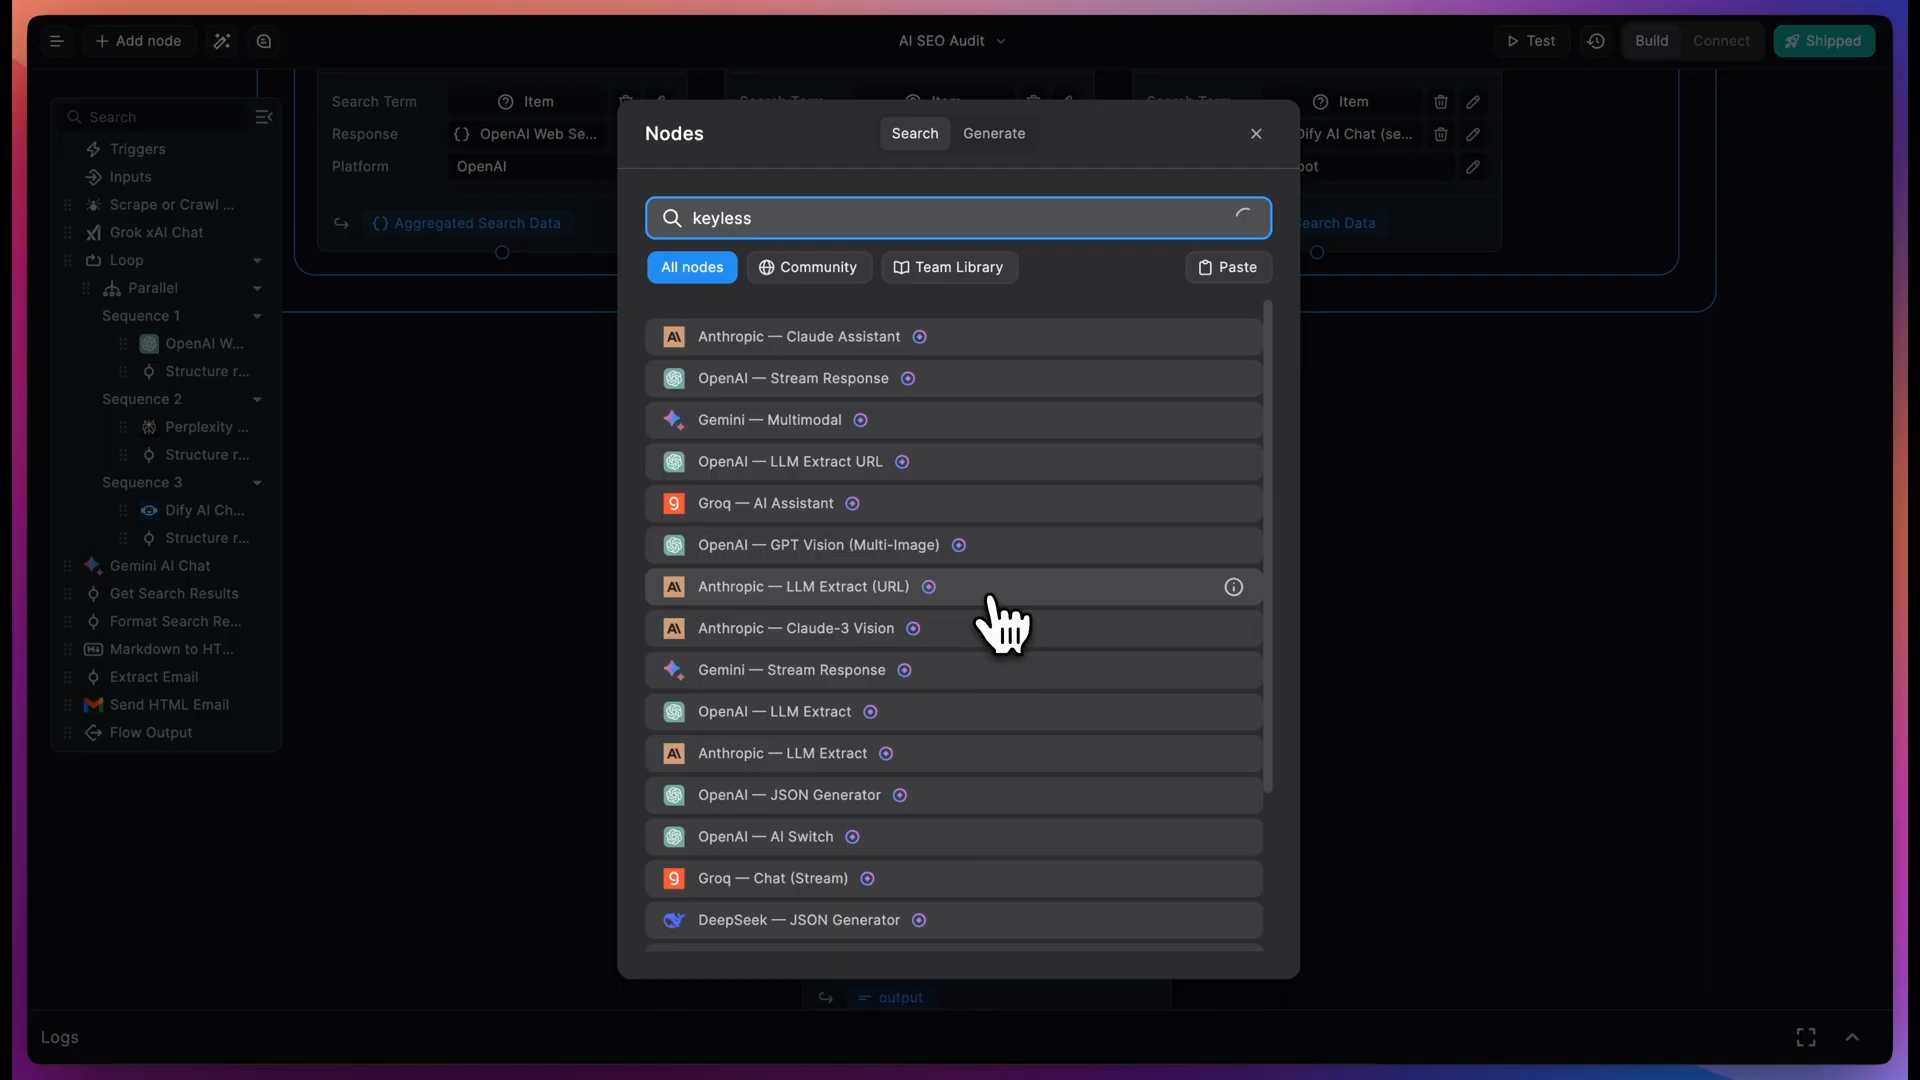 Add node
AI SEO Audit
Test
Build
Connect
Shipped
Search
Triggers
Inputs
Scrape or Crawl ...
Grok xAI Chat
Loop
Parallel
Sequence 1
OpenAI W...
Structure r...
Sequence 2
Perplexity ...
Structure r...
Sequence 3
Dify AI Ch...
Structure r...
Gemini AI Chat
Get Search Results
Format Search Re...
Markdown to HT...
Extract Email
Send HTML Email
Flow Output
Search Term
Item
Response
OpenAI Web Se...
Platform
OpenAI
Aggregated Search Data
Item
Dify AI Chat (se...
Search Data
Nodes
Search
Generate
keyless
All nodes
Community
Team Library
Paste
Anthropic — Claude Assistant
OpenAI — Stream Response
Gemini — Multimodal
OpenAI — LLM Extract URL
Groq — AI Assistant
OpenAI — GPT Vision (Multi-Image)
Anthropic — LLM Extract (URL)
Anthropic — Claude-3 Vision
Gemini — Stream Response
OpenAI — LLM Extract
Anthropic — LLM Extract
OpenAI — JSON Generator
OpenAI — AI Switch
Groq — Chat (Stream)
DeepSeek — JSON Generator
output
Logs